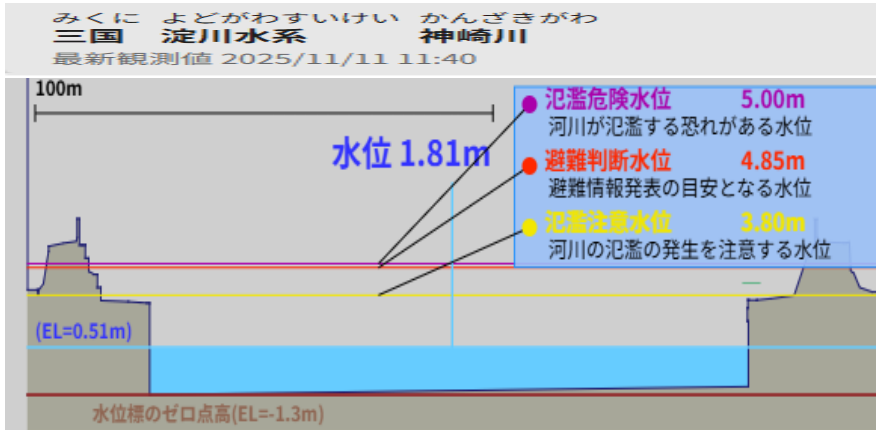 みくに よどがわすいけい かんざきがわ
三国 淀川水系 神崎川
最新観測値 2025/11/11 11:40
100m
氾濫危険水位 5.00m
河川が氾濫する恐れがある水位
水位 1.81m
避難判断水位 4.85m
避難情報発表の目安となる水位
氾濫注意水位 3.80m
河川の氾濫の発生を注意する水位
(EL=0.51m)
水位標のゼロ点高(EL=-1.3m)